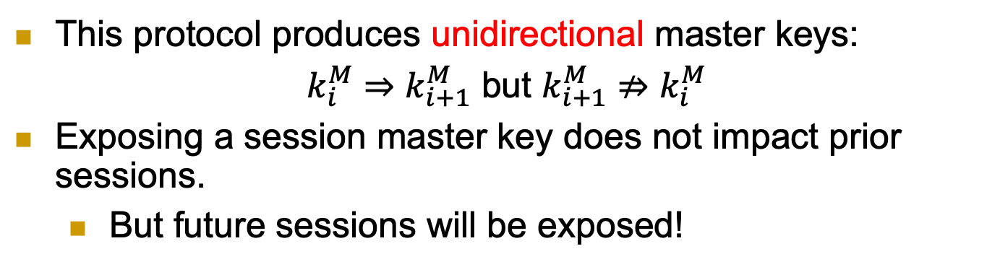 This protocol produces unidirectional master keys:
$k_i^M \Rightarrow k_{i+1}^M$ but $k_{i+1}^M \nRightarrow k_i^M$
Exposing a session master key does not impact prior
sessions.
But future sessions will be exposed!